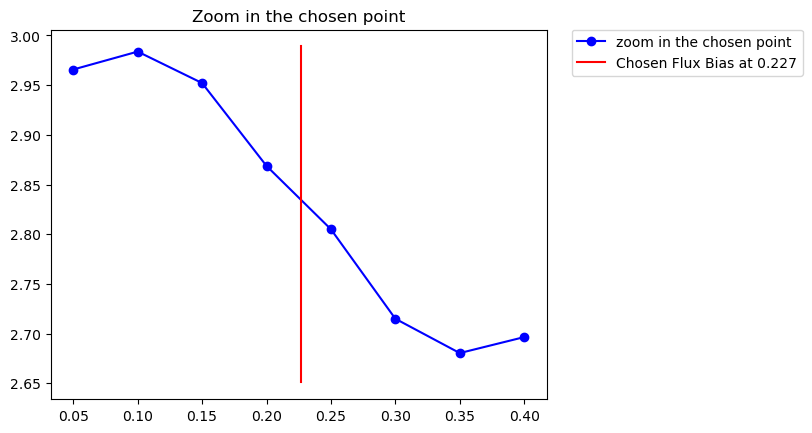 Zoom in the chosen point
zoom in the chosen point
Chosen Flux Bias at 0.227
3.00
2.95
2.90
2.85
2.80
2.75
2.70
2.65
0.05 0.10 0.15 0.20 0.25 0.30 0.35 0.40